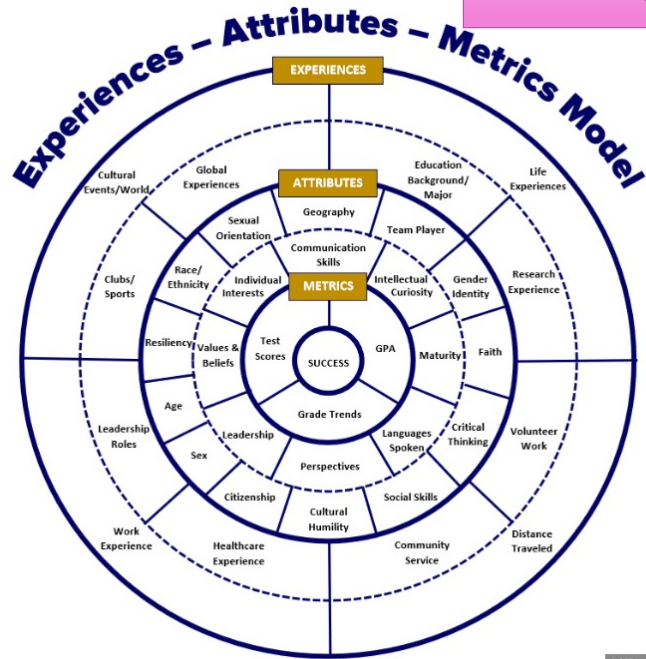 Experiences – Attributes – Metrics Model
EXPERIENCES
Cultural
Events/World
Global
Experiences
Education
Background/
Major
Life
Experiences
Clubs/
Sports
Research
Experience
Leadership
Roles
Volunteer
Work
Work
Experience
Healthcare
Experience
Community
Service
Distance
Traveled
ATTRIBUTES
Sexual
Orientation
Geography
Team Player
Race/
Ethnicity
Gender
Identity
Resiliency
Faith
Age
Critical
Thinking
Sex
Citizenship
Cultural
Humility
Social Skills
Communication
Skills
Individual
Interests
Intellectual
Curiosity
Values &
Beliefs
Maturity
Leadership
Perspectives
Languages
Spoken
METRICS
Test
Scores
GPA
Grade Trends
SUCCESS